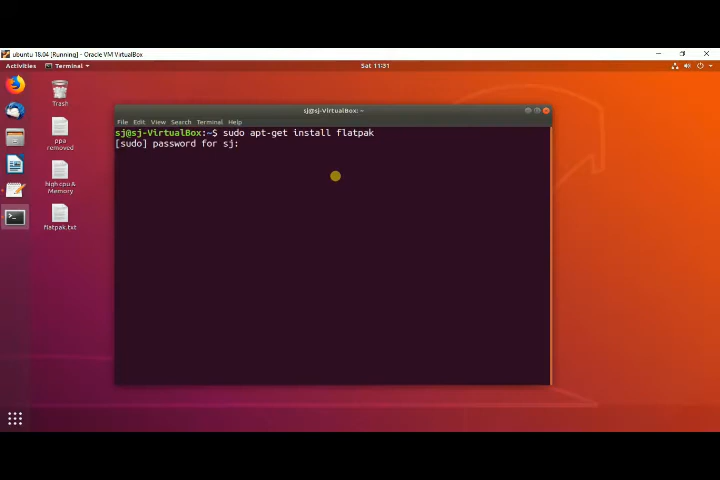 ubuntu 18.04 [Running] - Oracle VM VirtualBox
Activities
Terminal
Sat 11:31
Trash
ppa
removed
high cpu &
Memory
flatpak.txt
sj@sj-VirtualBox: ~
File Edit View Search Terminal Help
sj@sj-VirtualBox:~$ sudo apt-get install flatpak
[sudo] password for sj: